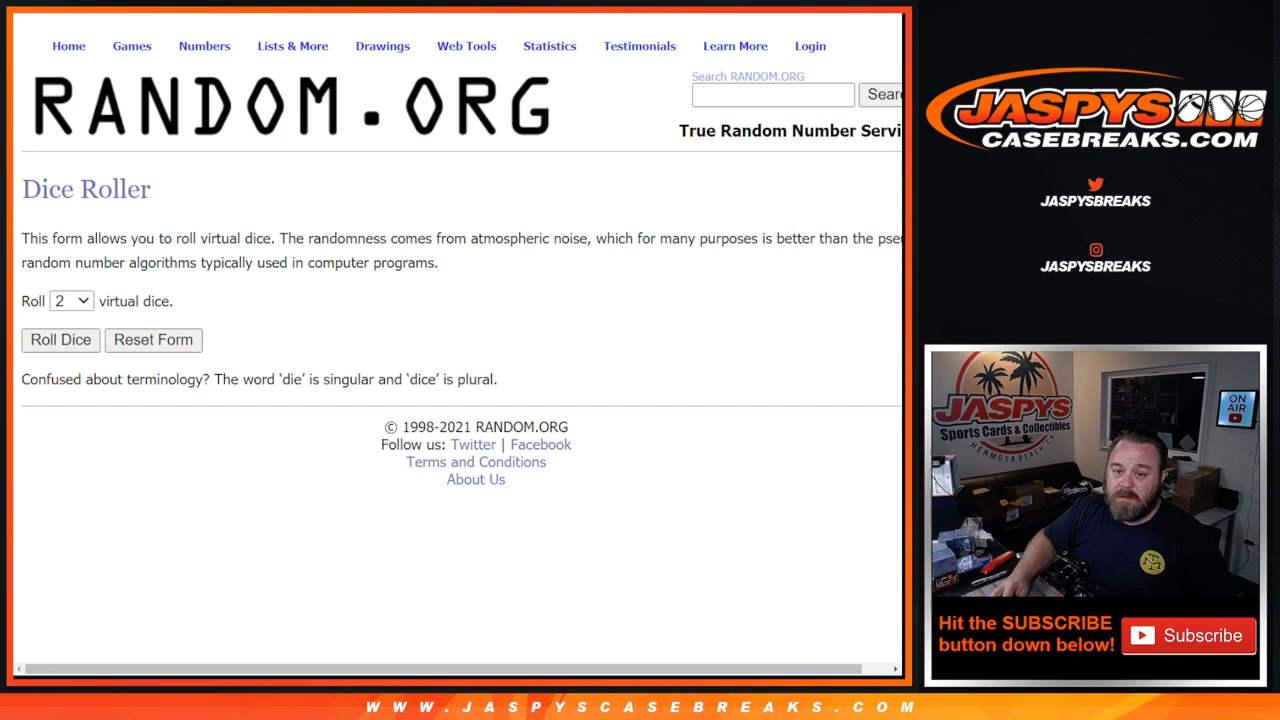 Home Games Numbers Lists & More Drawings Web Tools Statistics Testimonials Learn More Login
RANDOM.ORG
Search RANDOM.ORG
Sear
True Random Number Servi
Dice Roller
This form allows you to roll virtual dice. The randomness comes from atmospheric noise, which for many purposes is better than the pse
random number algorithms typically used in computer programs.
Roll 2 virtual dice.
Roll Dice Reset Form
Confused about terminology? The word ‘die’ is singular and ‘dice’ is plural.
© 1998-2021 RANDOM.ORG
Follow us: Twitter | Facebook
Terms and Conditions
About Us
JASPYS
CASEBREAKS.COM
JASPYSBREAKS
JASPYSBREAKS
JASPYS
Sports Cards & Collectibles
HERMOSA BEACH, CA
ON
AIR
Hit the SUBSCRIBE
button down below!
Subscribe
WWW.JASPYSCASEBREAKS.COM